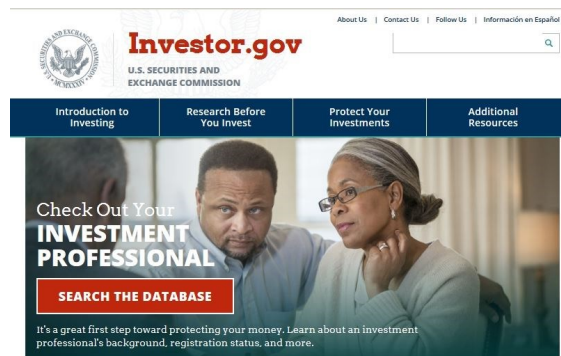 About Us | Contact Us | Follow Us | Información en Español
Investor.gov
U.S. SECURITIES AND
EXCHANGE COMMISSION
Introduction to
Investing
Research Before
You Invest
Protect Your
Investments
Additional
Resources
Check Out Your
INVESTMENT
PROFESSIONAL
SEARCH THE DATABASE
It's a great first step toward protecting your money. Learn about an investment
professional's background, registration status, and more.